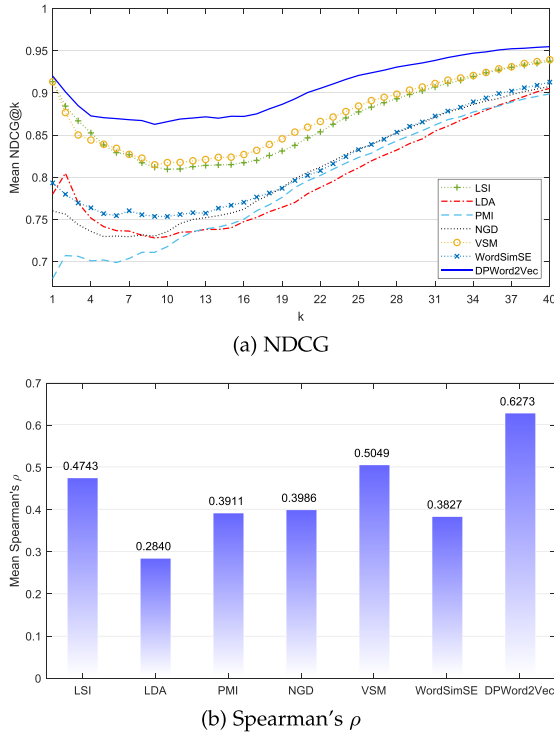 1
0.95
0.9
0.85
0.8
0.75
0.7
Mean NDCG@k
1 4 7 10 13 16 19 22 25 28 31 34 37 40
k
LSI
LDA
PMI
NGD
VSM
WordSimSE
DPWord2Vec
(a) NDCG
0.7
0.6
0.5
0.4
0.3
0.2
0.1
0
Mean Spearman's ρ
0.4743
0.2840
0.3911
0.3986
0.5049
0.3827
0.6273
LSI LDA PMI NGD VSM WordSimSE DPWord2Vec
(b) Spearman's ρ